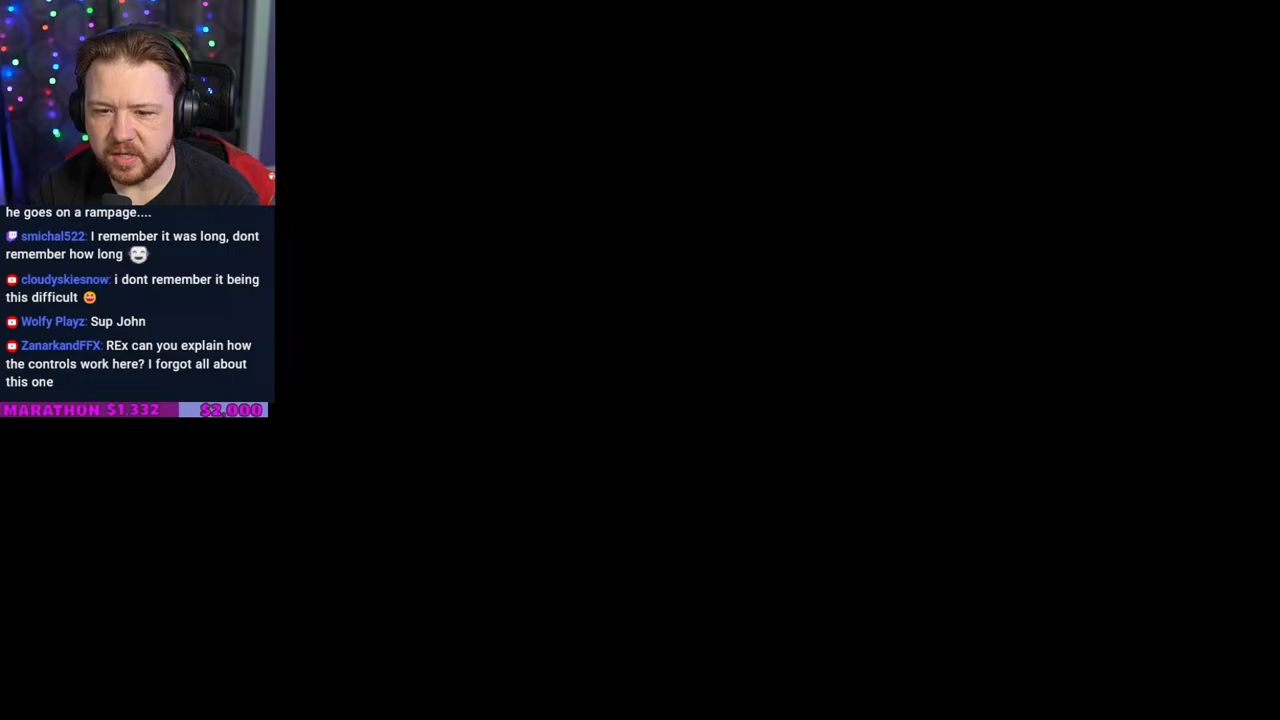 he goes on a rampage....
smichal522: I remember it was long, dont
remember how long
cloudyskiesnow: i dont remember it being
this difficult
Wolfy Playz: Sup John
ZanarkandFFX: REx can you explain how
the controls work here? I forgot all about
this one
MARATHON $1,332 $2,000